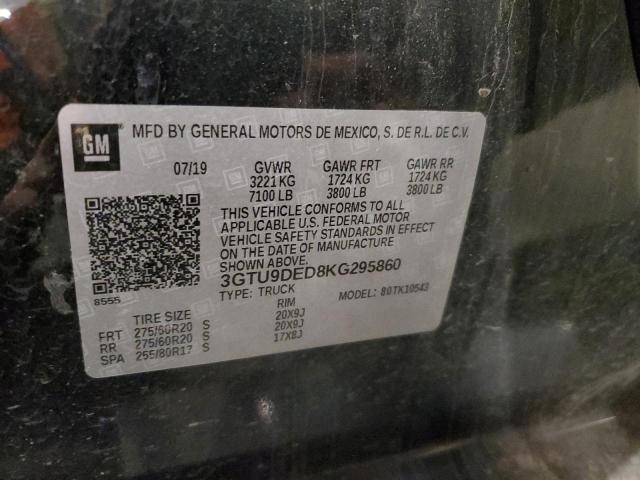 GM MFD BY GENERAL MOTORS DE MEXICO, S. DE R.L. DE C.V.
07/19 GVWR GAWR FRT GAWR RR
3221 KG 1724 KG 1724 KG
7100 LB 3800 LB 3800 LB
THIS VEHICLE CONFORMS TO ALL
APPLICABLE U.S. FEDERAL MOTOR
VEHICLE SAFETY STANDARDS IN EFFECT
ON THE DATE OF MANUFACTURE
SHOWN ABOVE.
3GTU9DED8KG295860
8555 TYPE: TRUCK MODEL: 80TK10543
TIRE SIZE RIM
FRT 275/60R20 S 20X9J
RR 275/60R20 S 20X9J
SPA 255/80R17 S 17X8J